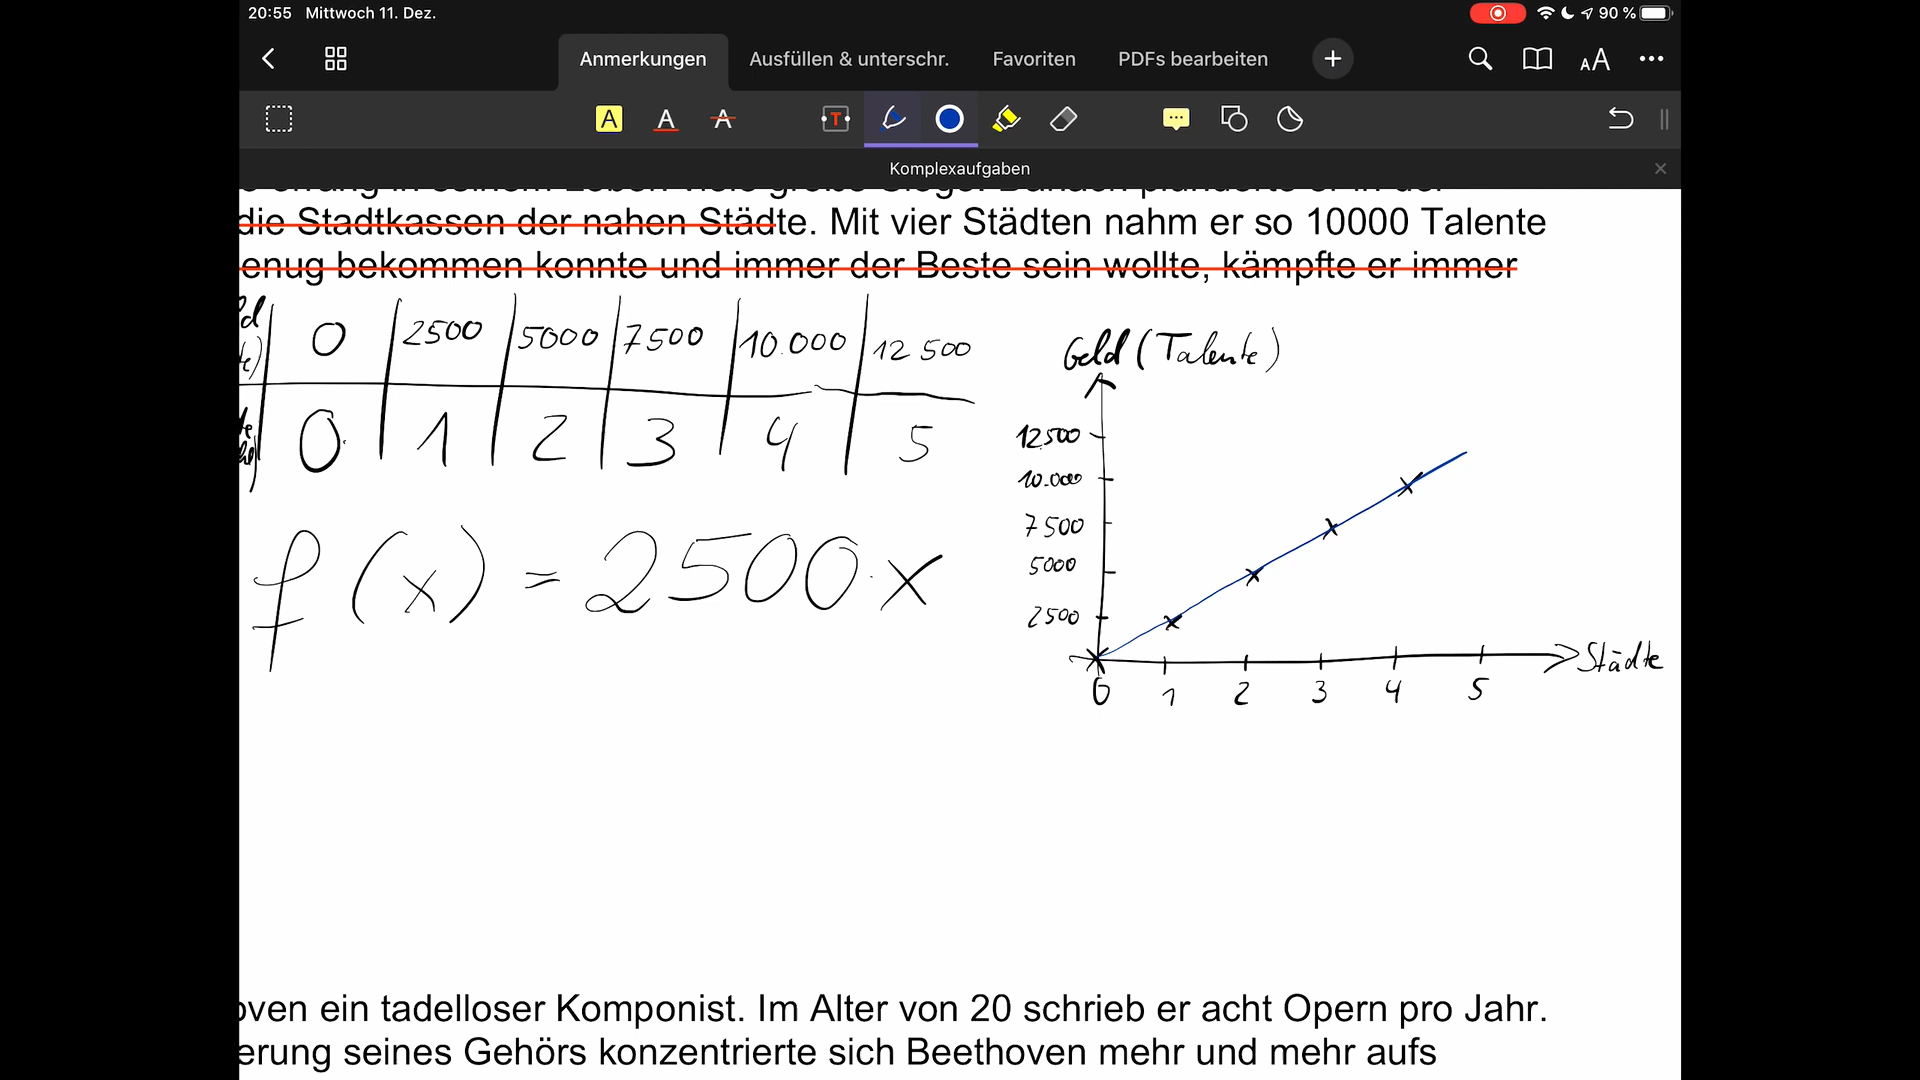 20:55 Mittwoch 11. Dez.
90 %
Anmerkungen Ausfüllen & unterschr. Favoriten PDFs bearbeiten
AA
A A A T
Komplexaufgaben
die Stadtkassen der nahen Städte. Mit vier Städten nahm er so 10000 Talente
enug bekommen konnte und immer der Beste sein wollte, kämpfte er immer
0 2500 5000 7500 10.000 12 500
0 1 2 3 4 5
f(x) = 2500·x
Geld (Talente)
12.500
10.000
7500
5000
2500
Städte
0 1 2 3 4 5
oven ein tadelloser Komponist. Im Alter von 20 schrieb er acht Opern pro Jahr.
erung seines Gehörs konzentrierte sich Beethoven mehr und mehr aufs